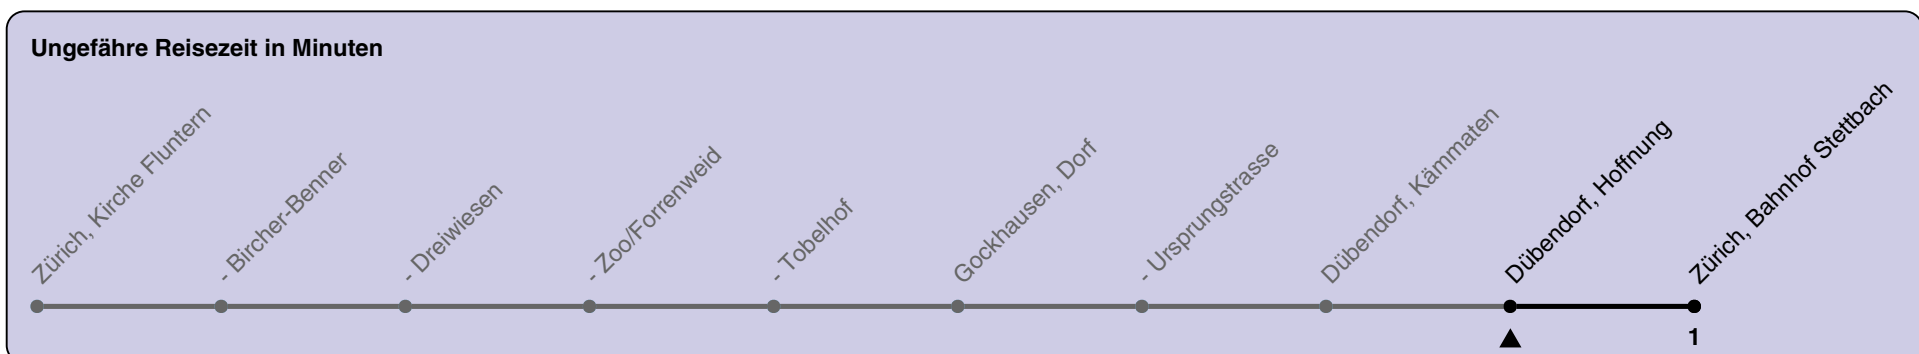 Ungefähre Reisezeit in Minuten
Zürich, Kirche Fluntern
- Bircher-Benner
- Dreiwiesen
- Zoo/Forrenweid
- Tobelhof
Gockhausen, Dorf
- Ursprungstrasse
Dübendorf, Kämmaten
Dübendorf, Hoffnung
Zürich, Bahnhof Stettbach
1